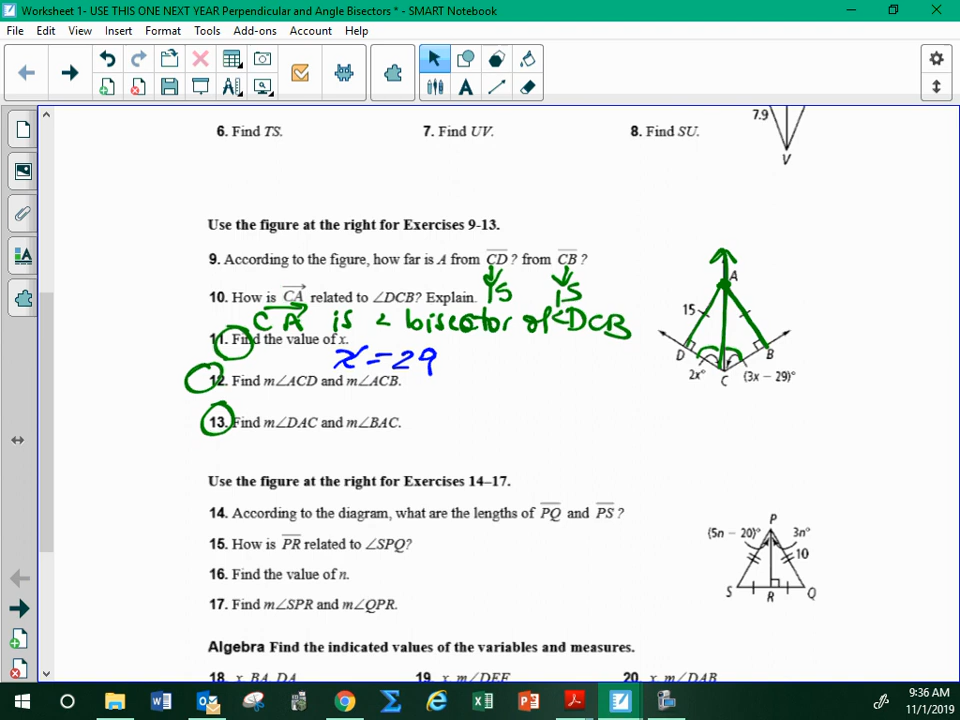 Worksheet 1- USE THIS ONE NEXT YEAR Perpendicular and Angle Bisectors * - SMART Notebook
File Edit View Insert Format Tools Add-ons Account Help
7.9
6. Find TS. 7. Find UV. 8. Find SU.
V
Use the figure at the right for Exercises 9-13.
9. According to the figure, how far is A from CD? from CB?
10. How is CA related to ∠DCB? Explain. 15 15
CA is ∠ bisector of ∠DCB
11. Find the value of x.
x = 29
12. Find m∠ACD and m∠ACB.
13. Find m∠DAC and m∠BAC.
A
15
D B
2x° C (3x − 29)°
Use the figure at the right for Exercises 14–17.
14. According to the diagram, what are the lengths of PQ and PS?
15. How is PR related to ∠SPQ?
16. Find the value of n.
17. Find m∠SPR and m∠QPR.
P
(5n − 20)° 3n°
10
S R Q
Algebra Find the indicated values of the variables and measures.
18. x, BA, DA 19. x, m∠DEF 20. x, m∠DAB
9:36 AM
11/1/2019